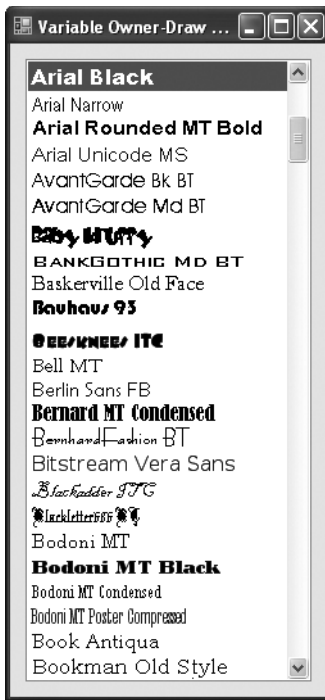 Variable Owner-Draw ...
Arial Black
Arial Narrow
Arial Rounded MT Bold
Arial Unicode MS
AvantGarde Bk BT
AvantGarde Md BT
Baby Kruffy
BankGothic Md BT
Baskerville Old Face
Bauhaus 93
Beesknees ITC
Bell MT
Berlin Sans FB
Bernard MT Condensed
BernhardFashion BT
Bitstream Vera Sans
Blackadder ITC
Blackletter686 BT
Bodoni MT
Bodoni MT Black
Bodoni MT Condensed
Bodoni MT Poster Compressed
Book Antiqua
Bookman Old Style